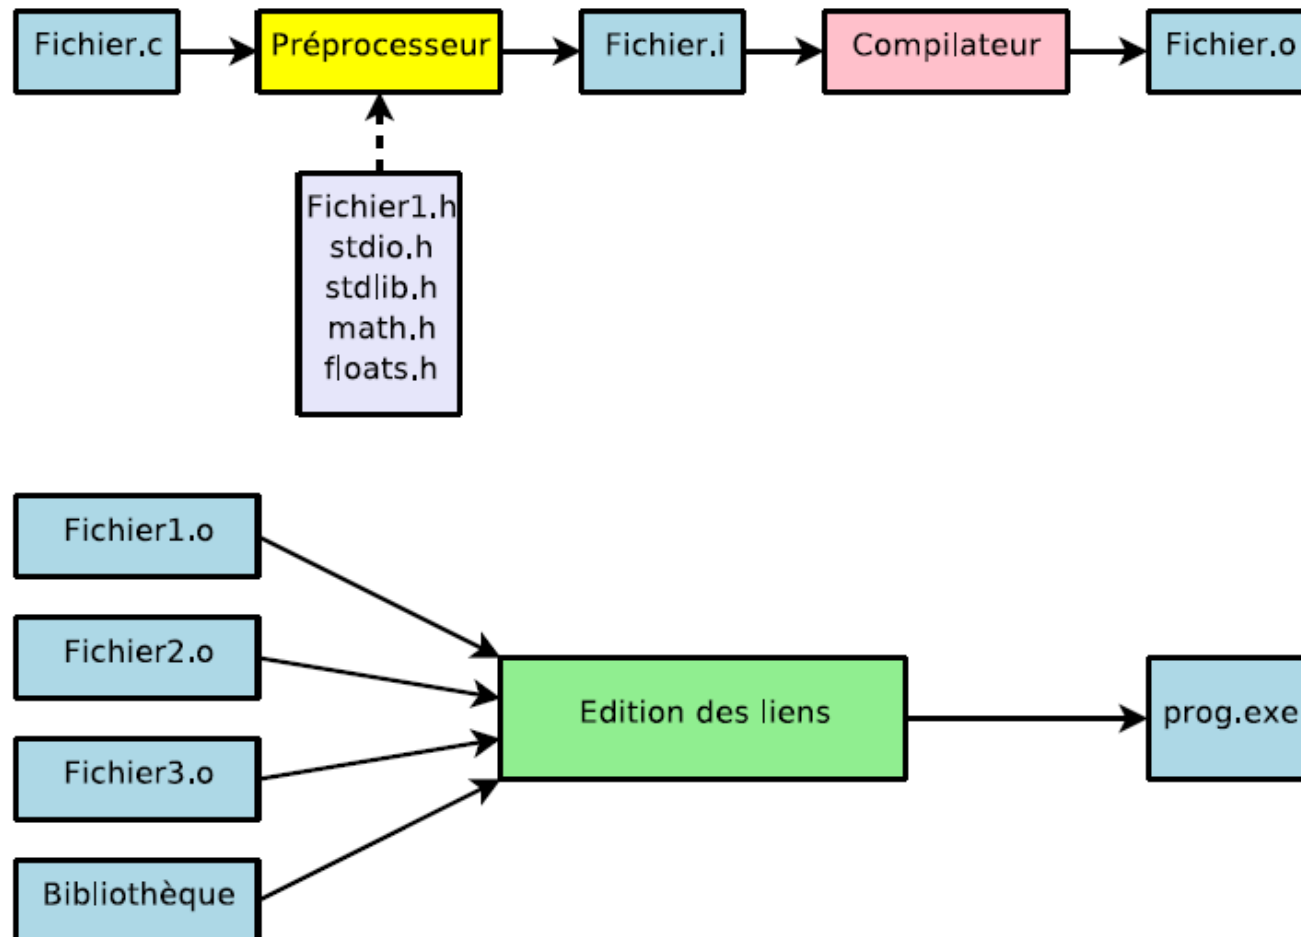 Fichier.c
Préprocesseur
Fichier.i
Compilateur
Fichier.o
Fichier1.h
stdio.h
stdlib.h
math.h
floats.h
Fichier1.o
Fichier2.o
Fichier3.o
Bibliothèque
Edition des liens
prog.exe